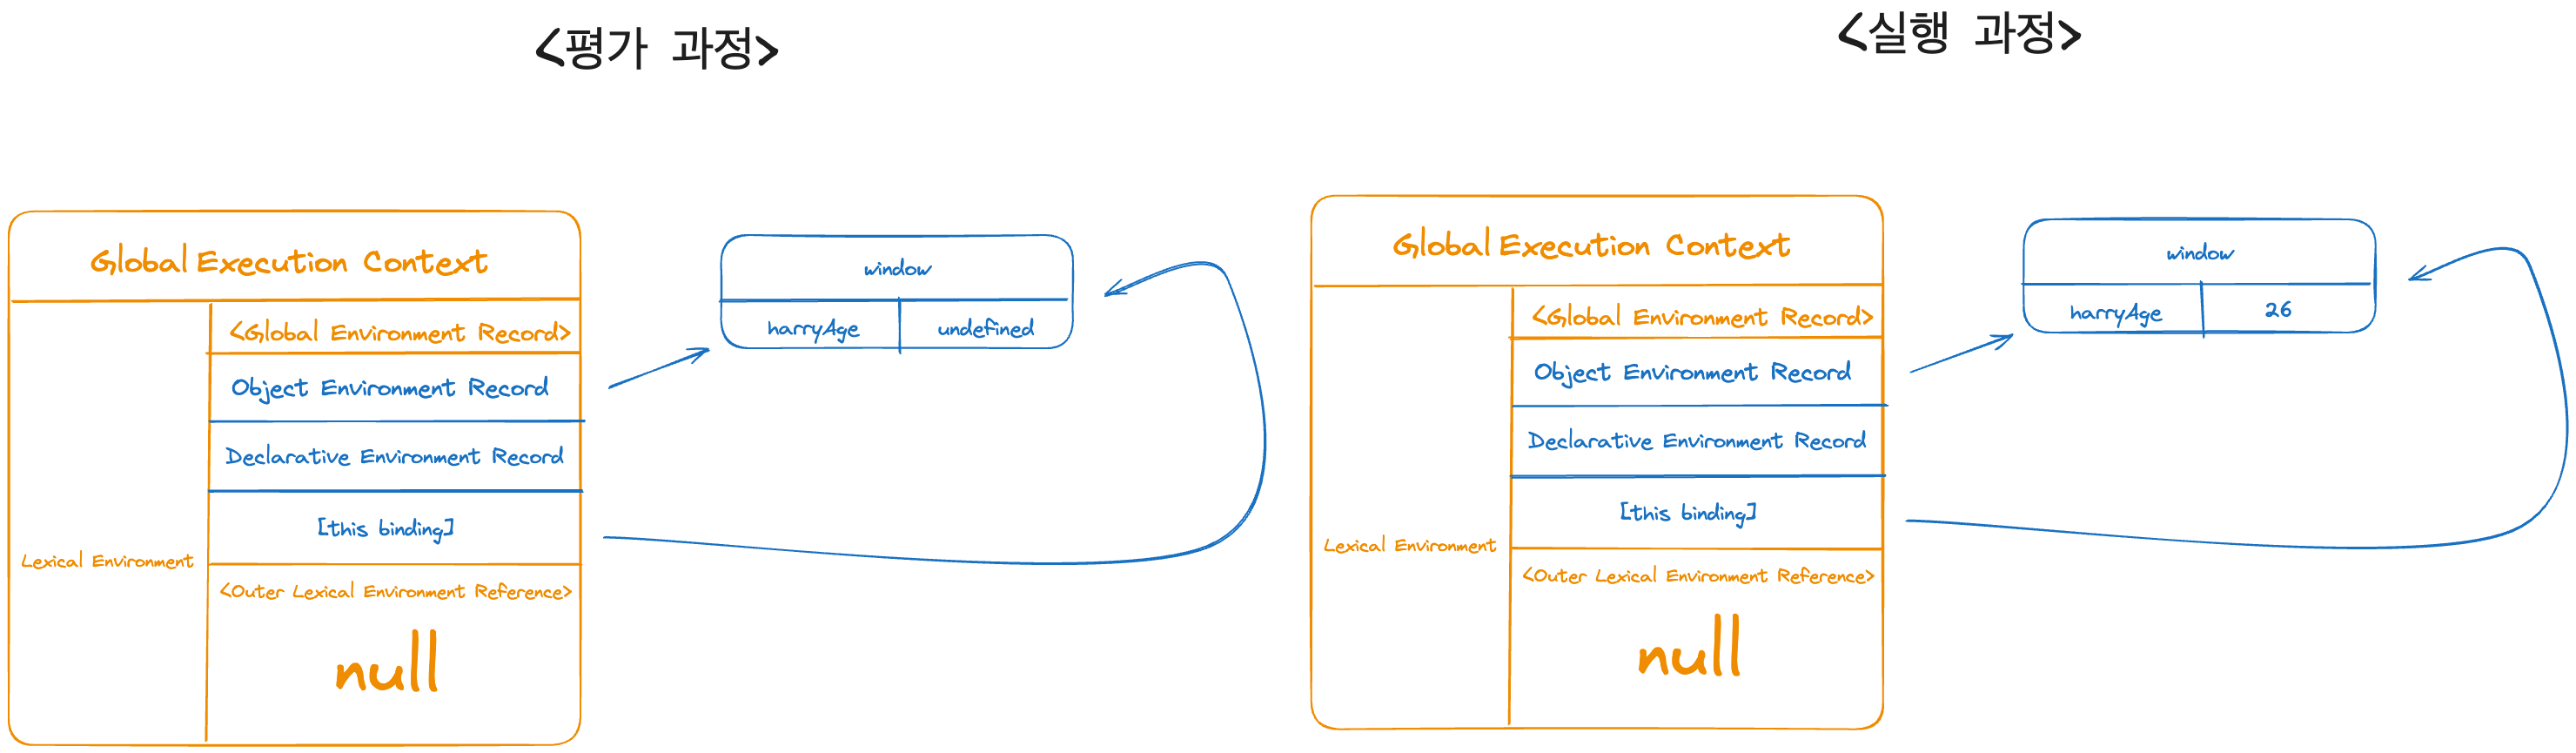 <평가 과정>
Global Execution Context
Lexical Environment
<Global Environment Record>
Object Environment Record
Declarative Environment Record
[this binding]
<Outer Lexical Environment Reference>
null
window
harryAge undefined
<실행 과정>
Global Execution Context
Lexical Environment
<Global Environment Record>
Object Environment Record
Declarative Environment Record
[this binding]
<Outer Lexical Environment Reference>
null
window
harryAge 26